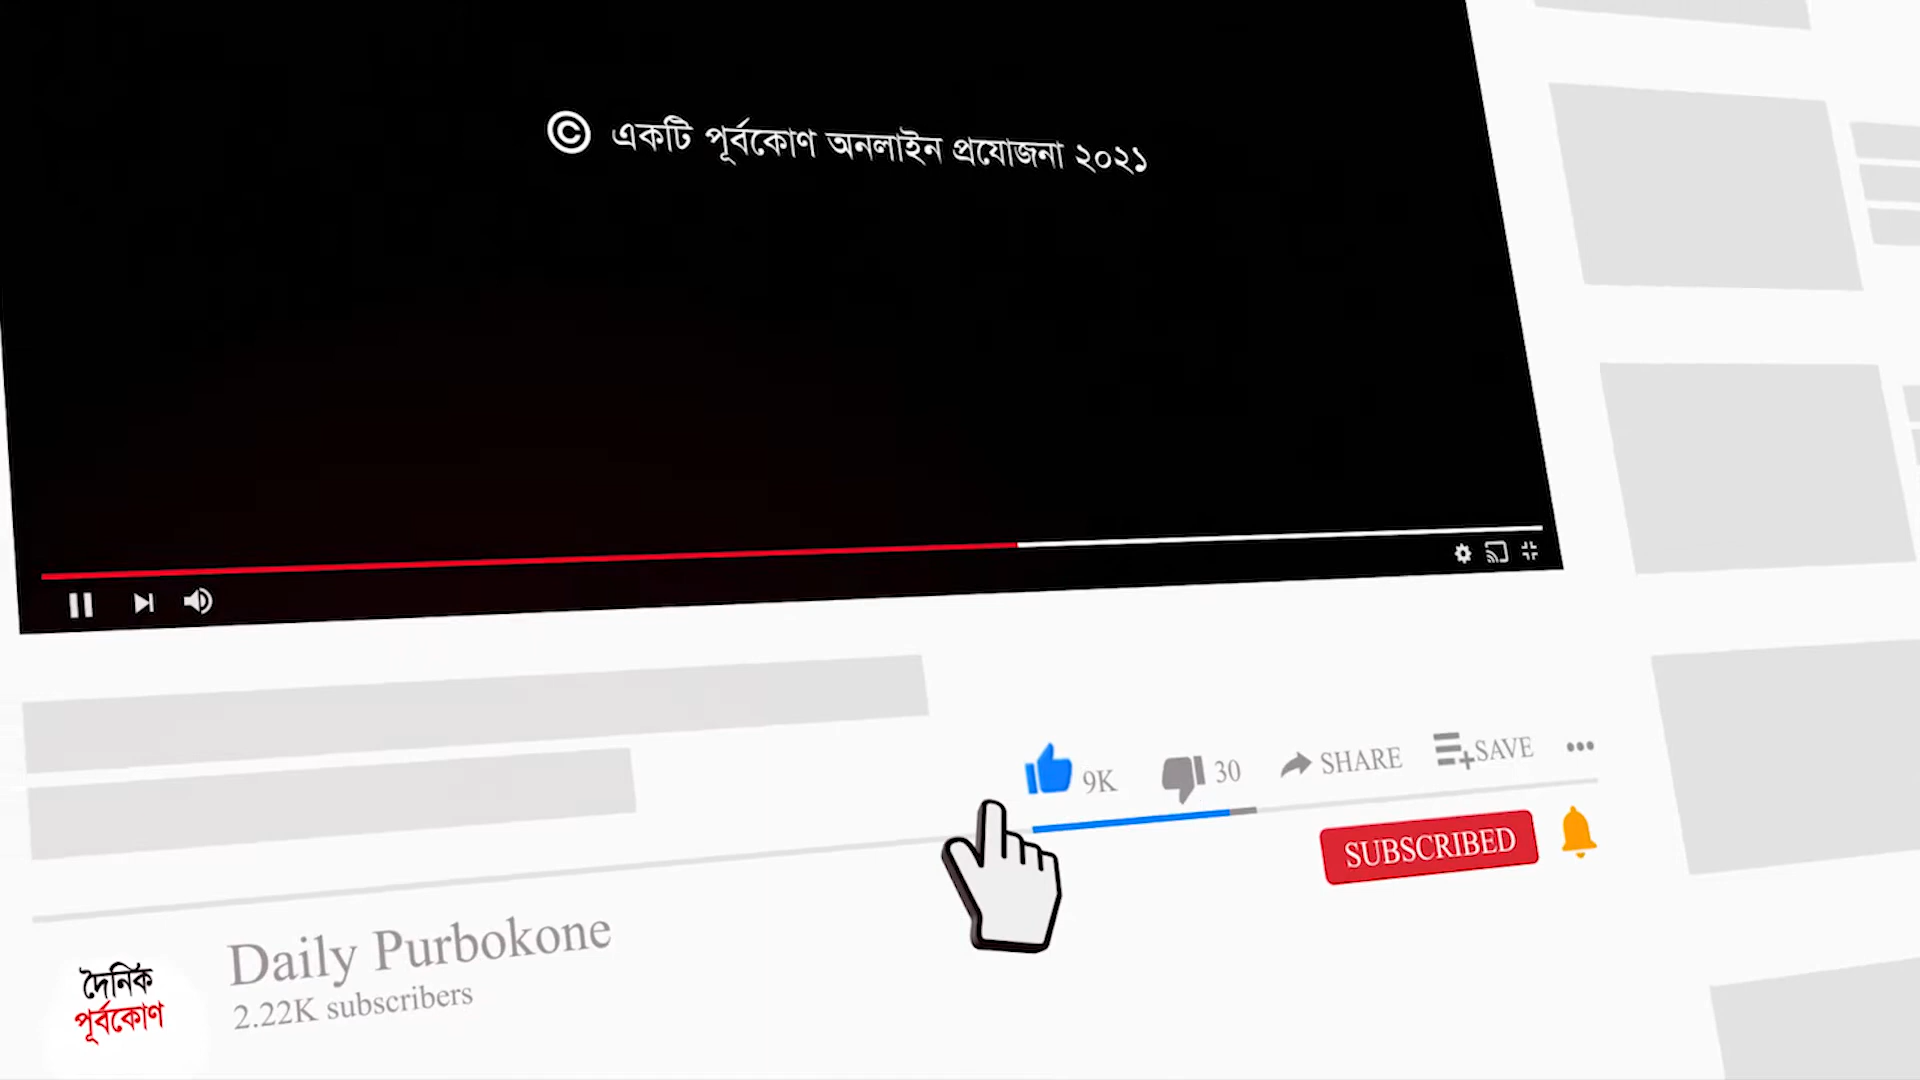 © একটি পূর্বকোণ অনলাইন প্রযোজনা ২০২১
9K 30 SHARE SAVE
SUBSCRIBED
Daily Purbokone
2.22K subscribers
দৈনিক
পূর্বকোণ